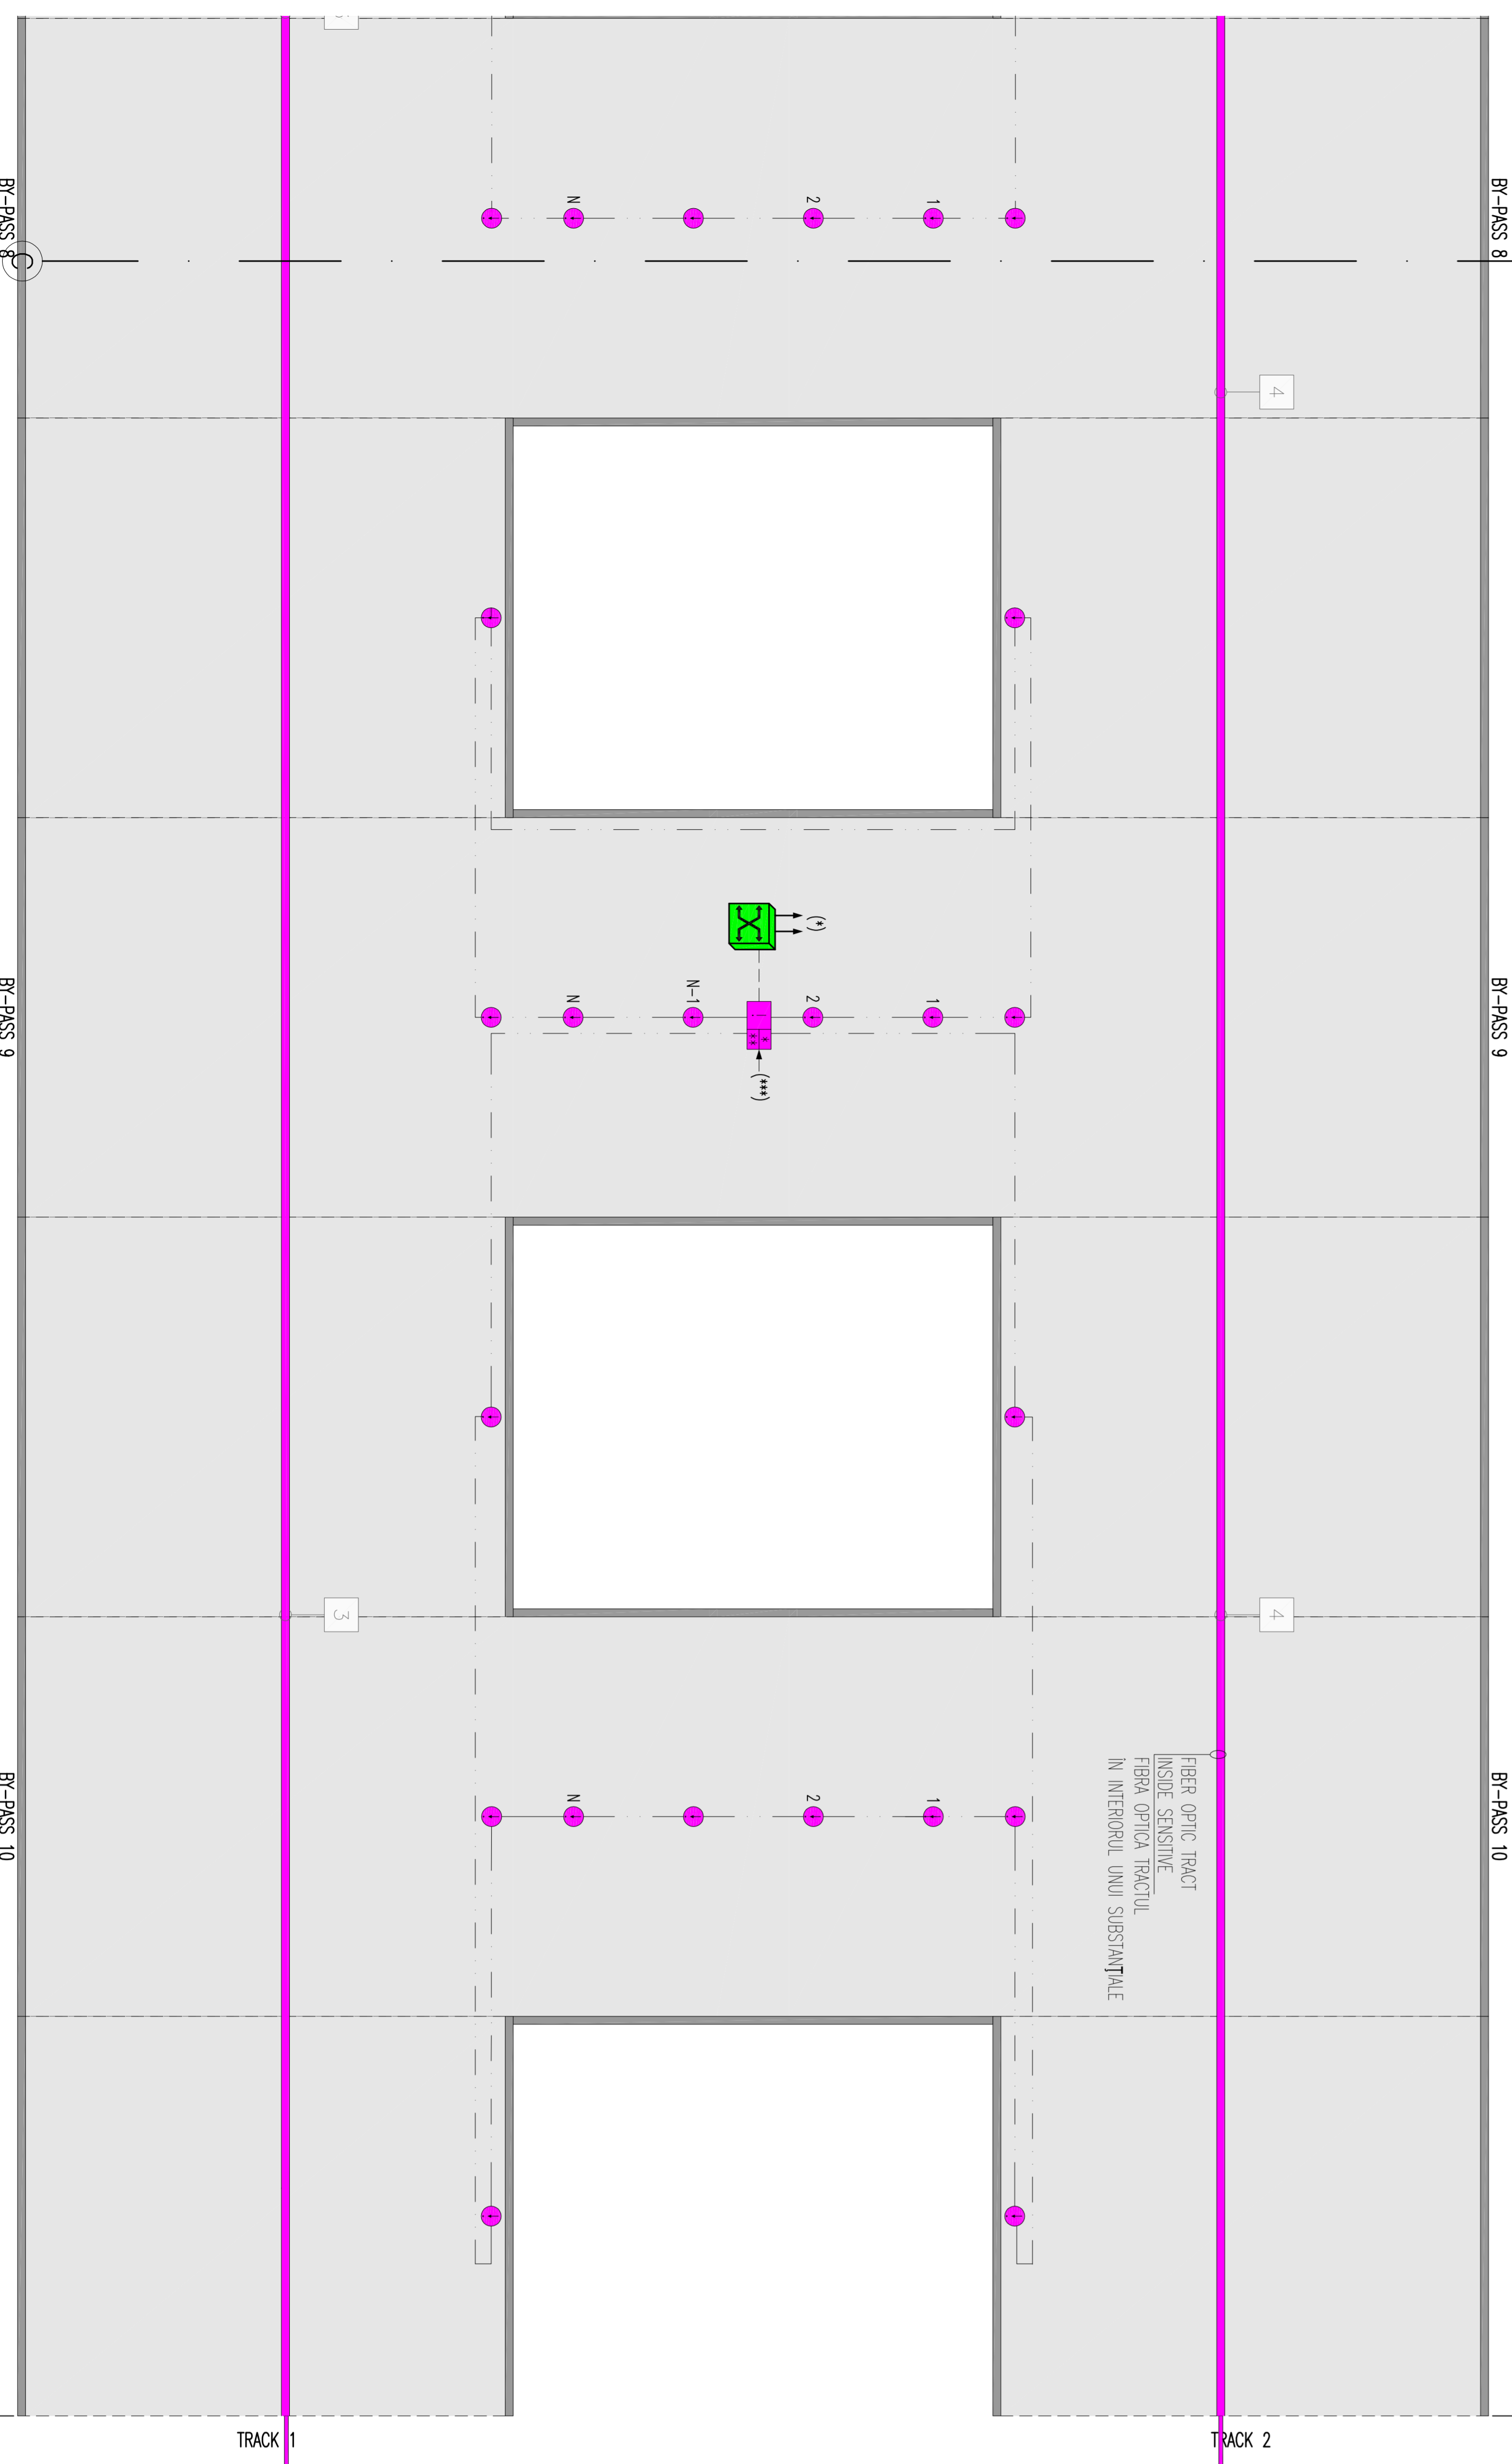 BY-PASS 8
BY-PASS 8
C
N
2
1
4
BY-PASS 9
BY-PASS 9
(*)
N
N-1
2
1
!
*
**
(***)
3
4
FIBER OPTIC TRACT
INSIDE SENSITIVE
FIBRA OPTICA TRACTUL
IN INTERIORUL UNUI SUBSTANŢIALE
BY-PASS 10
BY-PASS 10
N
2
1
TRACK 1
TRACK 2